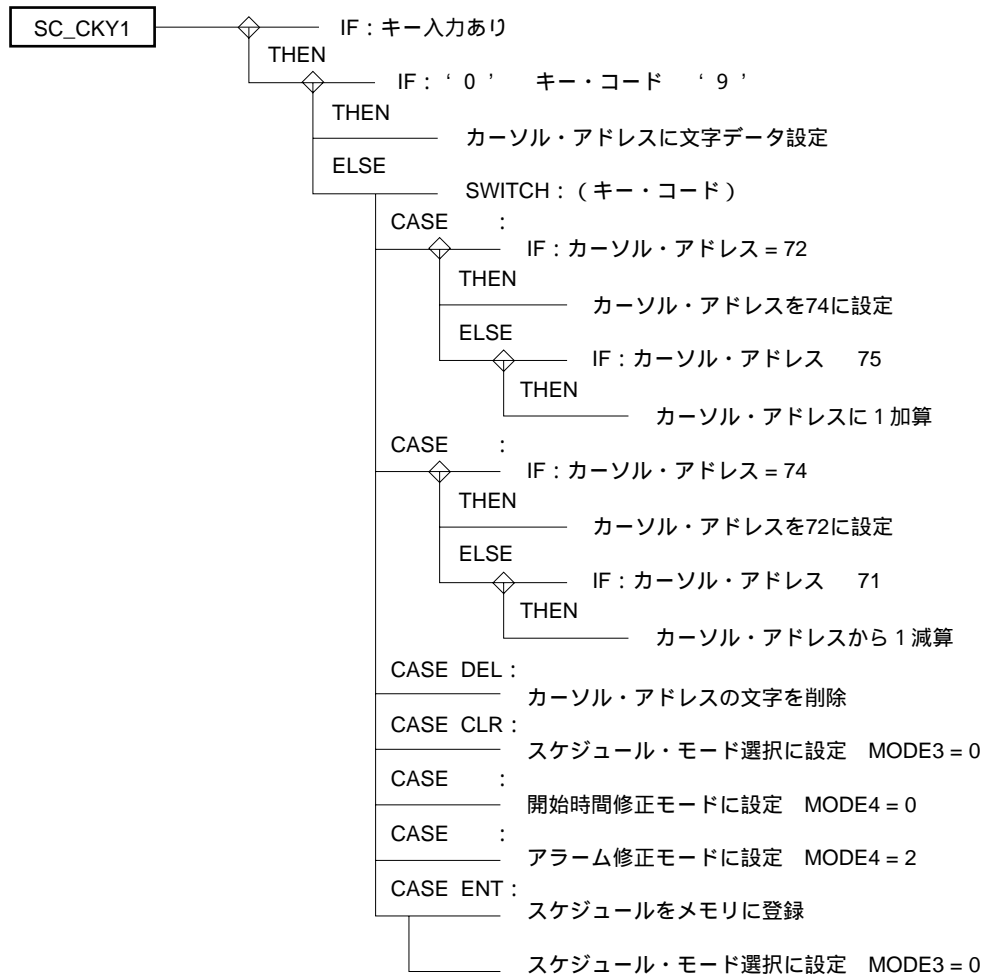 SC_CKY1
IF：キー入力あり
THEN
IF：‘０’　キー・コード　‘９’
THEN
カーソル・アドレスに文字データ設定
ELSE
SWITCH：（キー・コード）
CASE　　：
IF：カーソル・アドレス＝72
THEN
カーソル・アドレスを74に設定
ELSE
IF：カーソル・アドレス　75
THEN
カーソル・アドレスに１加算
CASE　　：
IF：カーソル・アドレス＝74
THEN
カーソル・アドレスを72に設定
ELSE
IF：カーソル・アドレス　71
THEN
カーソル・アドレスから１減算
CASE DEL：
カーソル・アドレスの文字を削除
CASE CLR：
スケジュール・モード選択に設定　MODE3＝0
CASE　　：
開始時間修正モードに設定　MODE4＝0
CASE　　：
アラーム修正モードに設定　MODE4＝2
CASE ENT：
スケジュールをメモリに登録
スケジュール・モード選択に設定　MODE3＝0